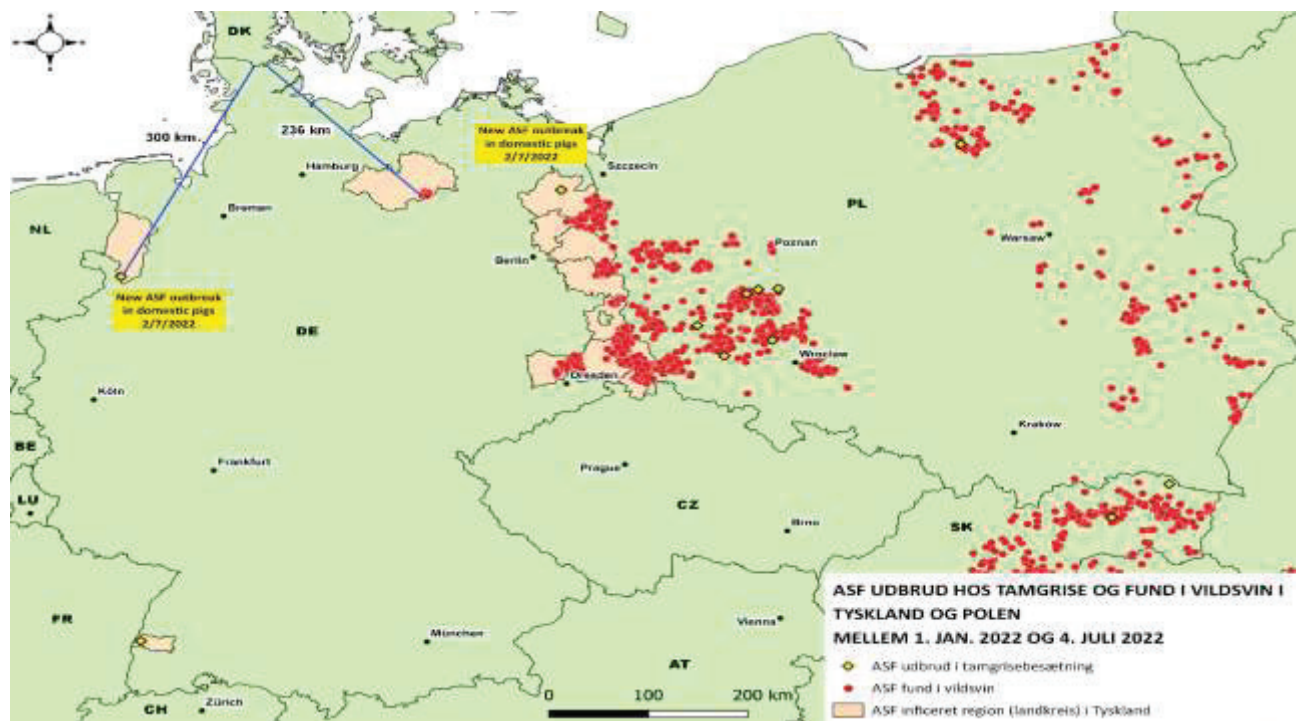 DK
300 km.
236 km
New ASF outbreak
in domestic pigs
2/7/2022
Hamburg
Szczecin
Bremen
NL
PL
Warsaw
Poznan
Berlin
New ASF outbreak
in domestic pigs
2/7/2022
DE
Wroclaw
Dresden
Köln
Kraków
BE
Frankfurt
Prague
LU
CZ
Brno
SK
FR
München
Vienna
AT
CH
Zürich
0 100 200 km
ASF UDBRUD HOS TAMGRISE OG FUND I VILDSVIN I
TYSKLAND OG POLEN
MELLEM 1. JAN. 2022 OG 4. JULI 2022
ASF udbrud i tamgrisebesætning
ASF fund i vildsvin
ASF inficeret region (landkreis) i Tyskland